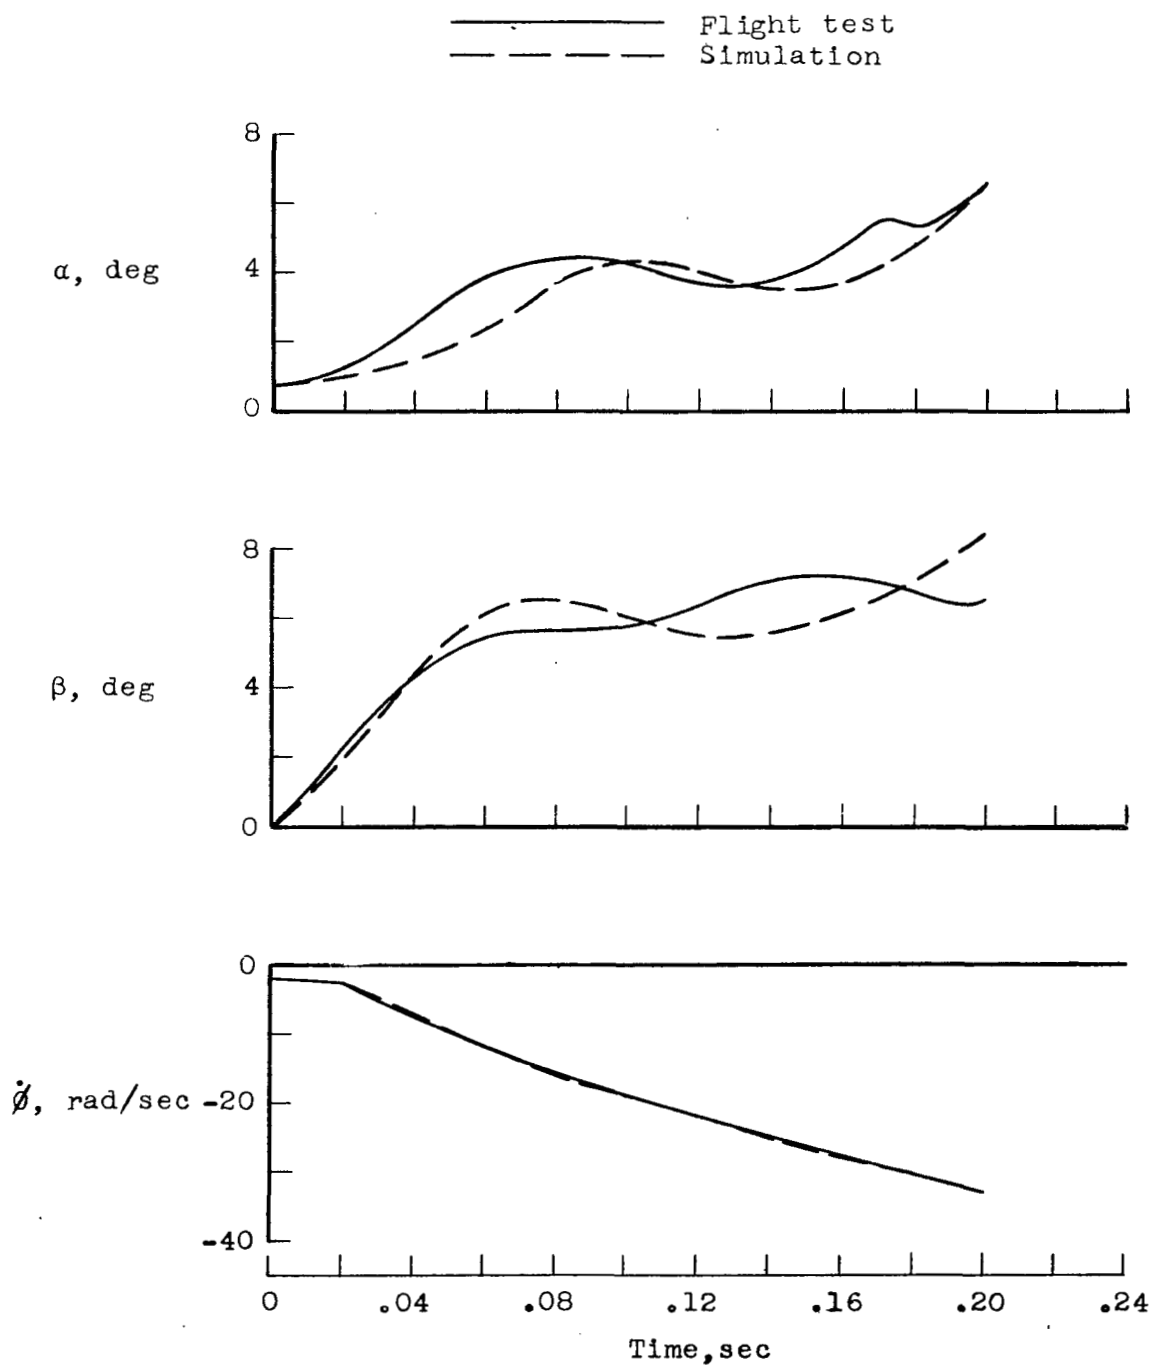 Flight test
Simulation
8
α, deg
4
0
8
β, deg
4
0
0
φ̇, rad/sec -20
-40
0 .04 .08 .12 .16 .20 .24
Time,sec